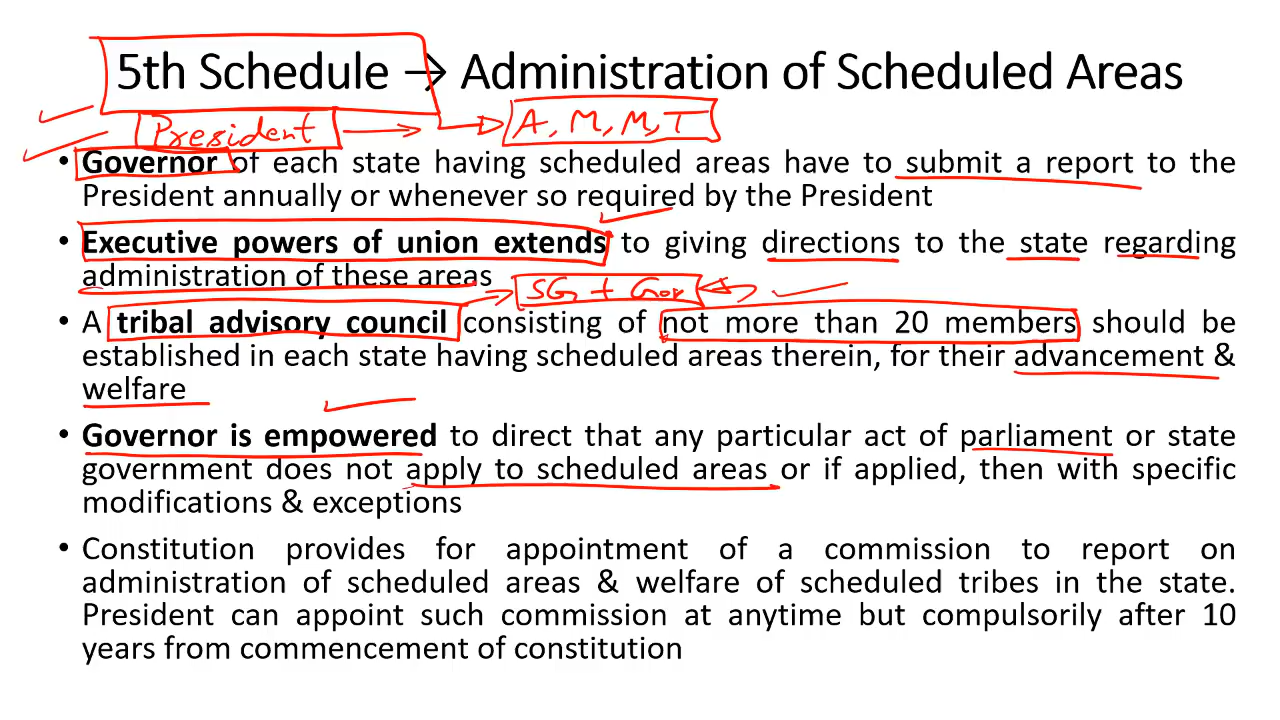 5th Schedule → Administration of Scheduled Areas
President → A, M, M, T
• Governor of each state having scheduled areas have to submit a report to the
President annually or whenever so required by the President
• Executive powers of union extends to giving directions to the state regarding
administration of these areas
SG + Gov
• A tribal advisory council consisting of not more than 20 members should be
established in each state having scheduled areas therein, for their advancement &
welfare
• Governor is empowered to direct that any particular act of parliament or state
government does not apply to scheduled areas or if applied, then with specific
modifications & exceptions
• Constitution provides for appointment of a commission to report on
administration of scheduled areas & welfare of scheduled tribes in the state.
President can appoint such commission at anytime but compulsorily after 10
years from commencement of constitution